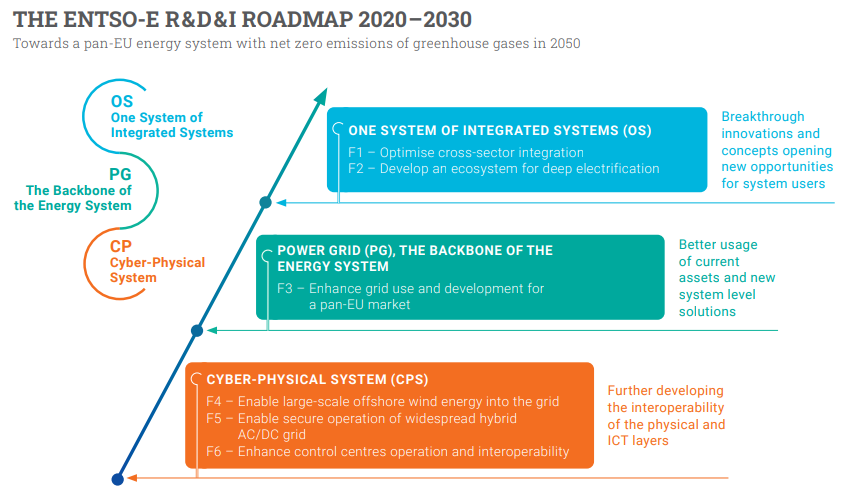 THE ENTSO-E R&D&I ROADMAP 2020–2030
Towards a pan-EU energy system with net zero emissions of greenhouse gases in 2050
OS
One System of
Integrated Systems
PG
The Backbone of
the Energy System
CP
Cyber-Physical
System
ONE SYSTEM OF INTEGRATED SYSTEMS (OS)
F1 – Optimise cross-sector integration
F2 – Develop an ecosystem for deep electrification
Breakthrough
innovations and
concepts opening
new opportunities
for system users
POWER GRID (PG), THE BACKBONE OF THE
ENERGY SYSTEM
F3 – Enhance grid use and development for
a pan-EU market
Better usage
of current
assets and new
system level
solutions
CYBER-PHYSICAL SYSTEM (CPS)
F4 – Enable large-scale offshore wind energy into the grid
F5 – Enable secure operation of widespread hybrid
AC/DC grid
F6 – Enhance control centres operation and interoperability
Further developing
the interoperability
of the physical and
ICT layers